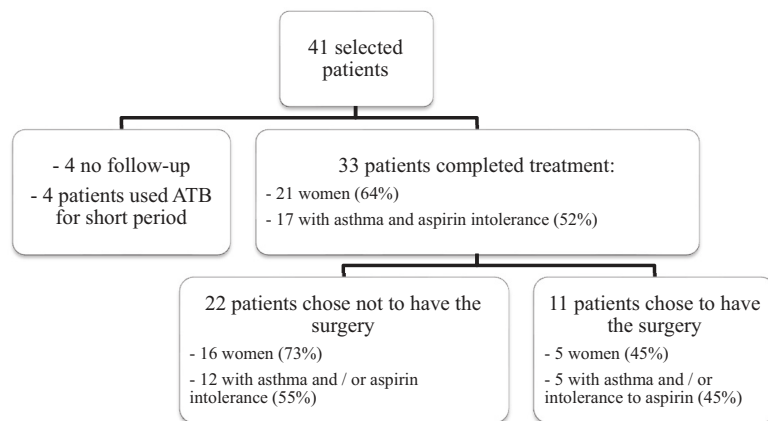 41 selected
patients
- 4 no follow-up
- 4 patients used ATB
for short period
33 patients completed treatment:
- 21 women (64%)
- 17 with asthma and aspirin intolerance (52%)
22 patients chose not to have the
surgery
- 16 women (73%)
- 12 with asthma and / or aspirin
intolerance (55%)
11 patients chose to have
the surgery
- 5 women (45%)
- 5 with asthma and / or
intolerance to aspirin (45%)